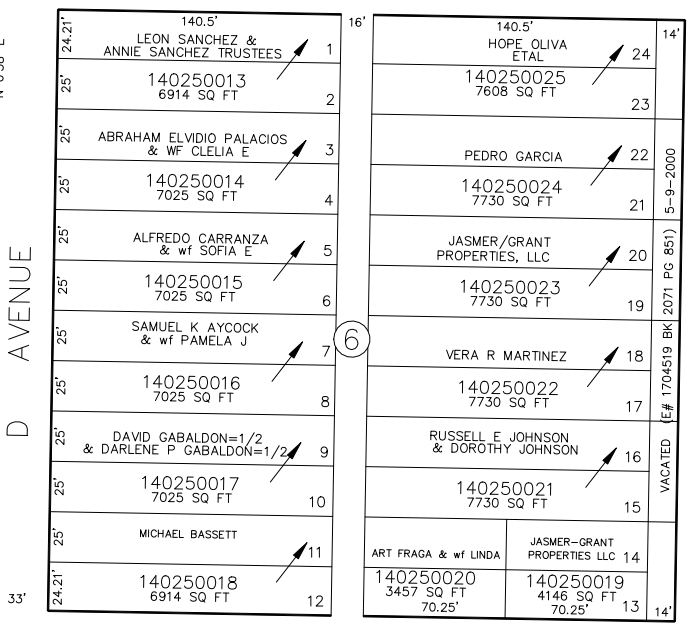 140.5'
24.21'
LEON SANCHEZ &
ANNIE SANCHEZ TRUSTEES
1
25'
140250013
6914 SQ FT
2
25'
ABRAHAM ELVIDIO PALACIOS
& WF CLELIA E
3
25'
140250014
7025 SQ FT
4
25'
ALFREDO CARRANZA
& wf SOFIA E
5
25'
140250015
7025 SQ FT
6
25'
SAMUEL K AYCOCK
& wf PAMELA J
7
25'
140250016
7025 SQ FT
8
25'
DAVID GABALDON=1/2
& DARLENE P GABALDON=1/2
9
25'
140250017
7025 SQ FT
10
25'
MICHAEL BASSETT
11
24.21'
140250018
6914 SQ FT
12
33'
D AVENUE
16'
6
140.5'
14'
HOPE OLIVA
ETAL
24
140250025
7608 SQ FT
23
PEDRO GARCIA
22
140250024
7730 SQ FT
21
JASMER/GRANT
PROPERTIES, LLC
20
140250023
7730 SQ FT
19
VERA R MARTINEZ
18
140250022
7730 SQ FT
17
RUSSELL E JOHNSON
& DOROTHY JOHNSON
16
140250021
7730 SQ FT
15
ART FRAGA & wf LINDA
140250020
3457 SQ FT
70.25'
JASMER-GRANT
PROPERTIES LLC 14
140250019
4146 SQ FT
70.25'
13
14'
VACATED (E# 1704519 BK 2071 PG 851) 5-9-2000